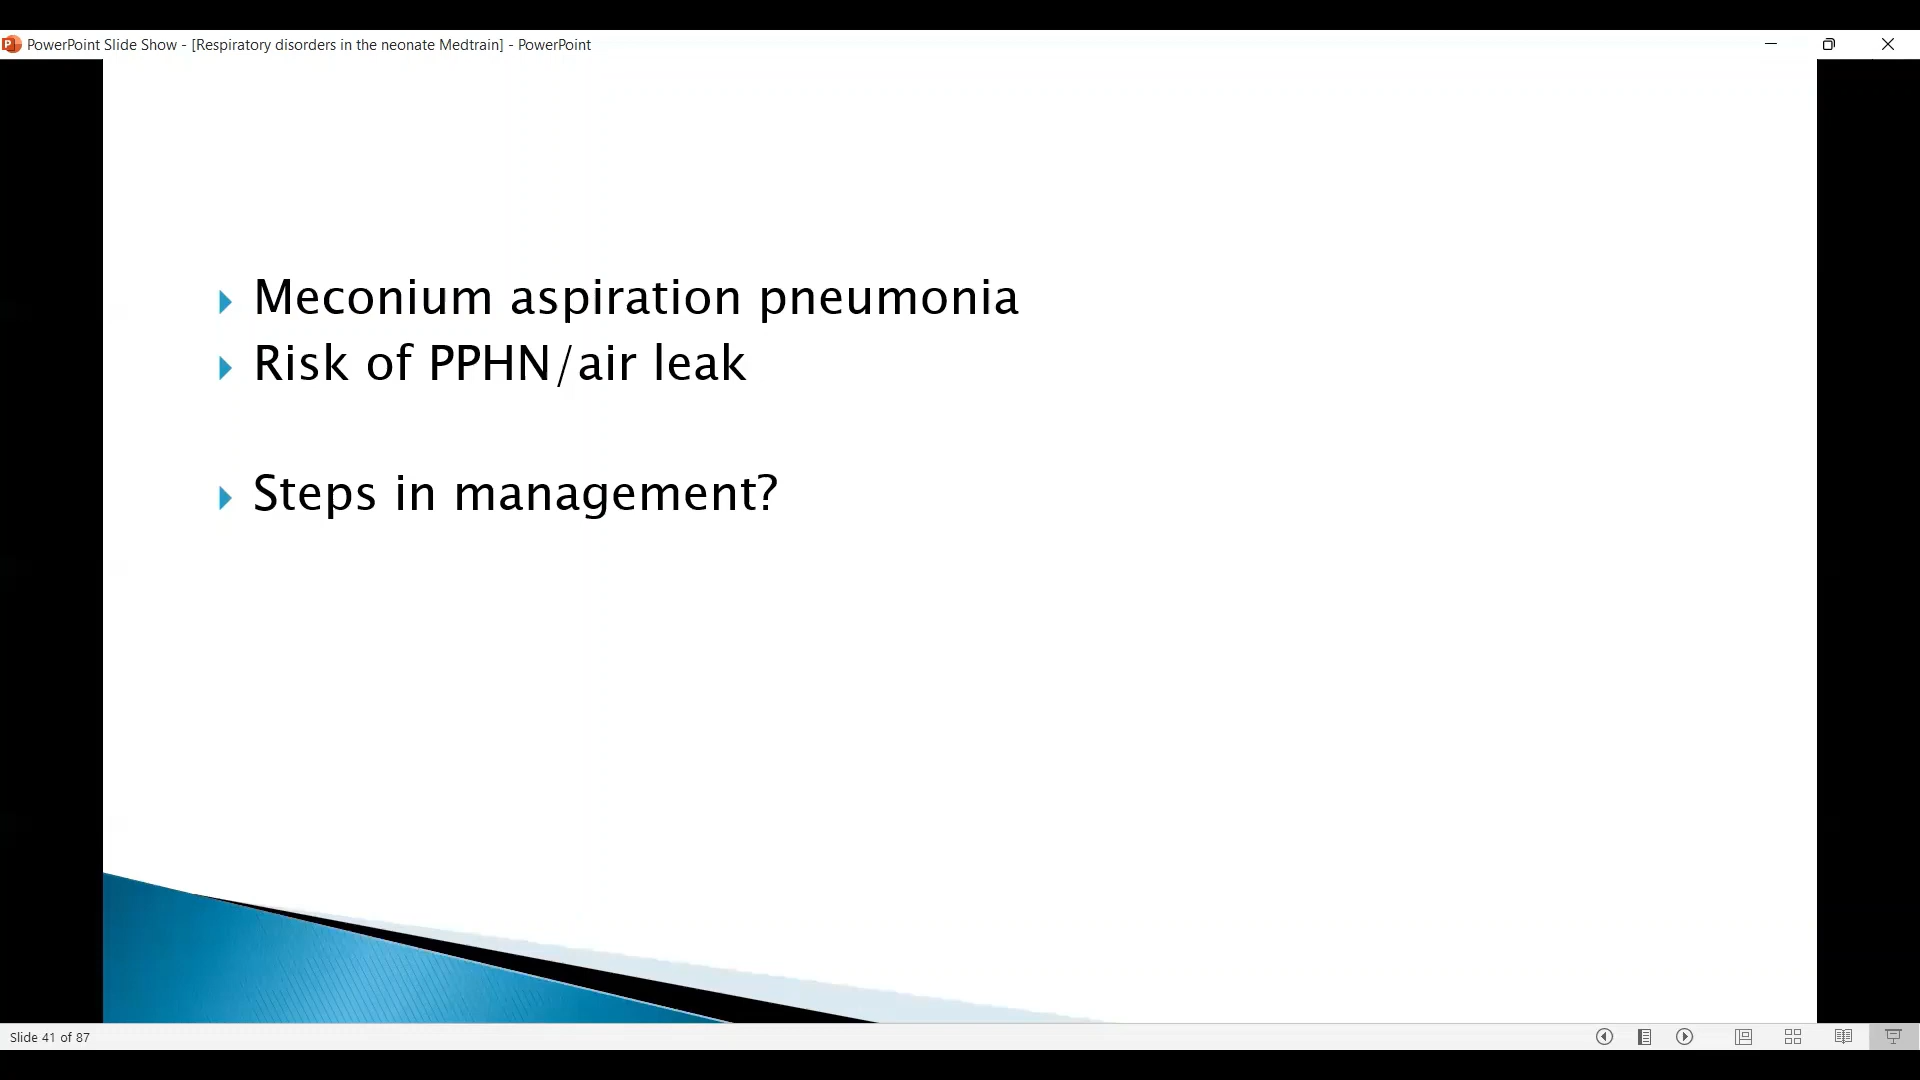 PowerPoint Slide Show - [Respiratory disorders in the neonate Medtrain] - PowerPoint
Meconium aspiration pneumonia
Risk of PPHN/air leak
Steps in management?
Slide 41 of 87